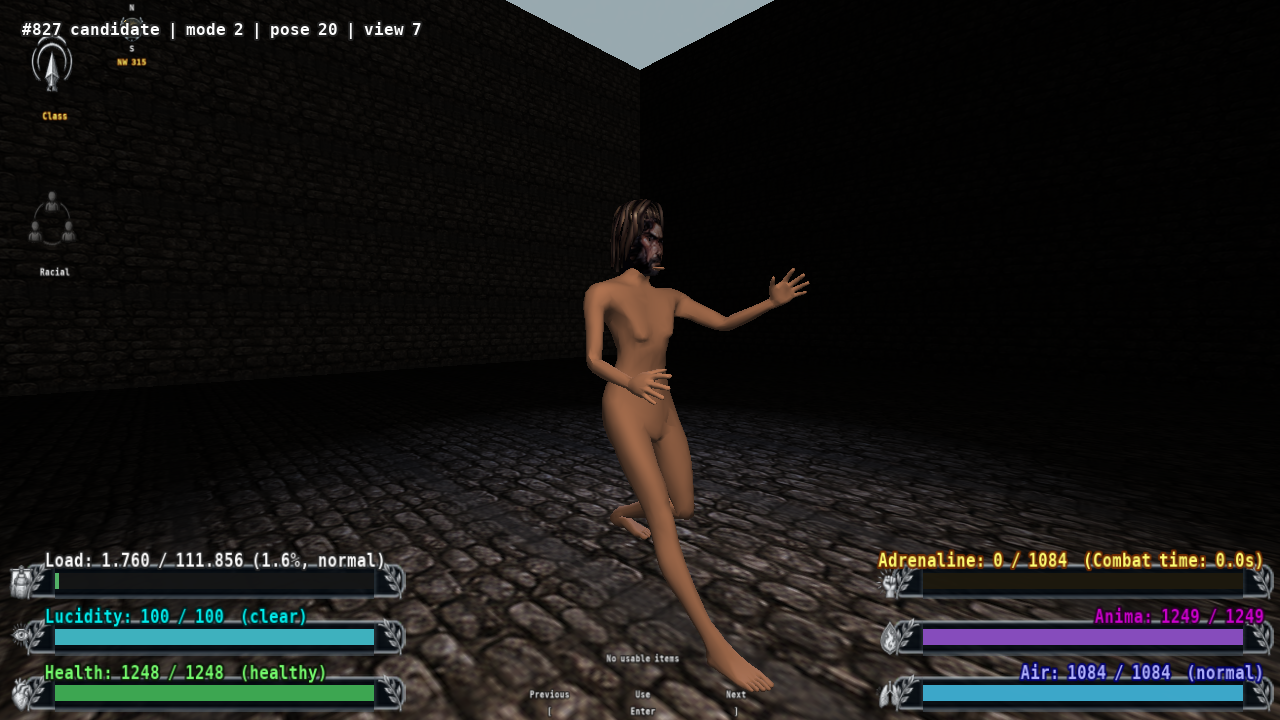 #827 candidate | mode 2 | pose 20 | view 7
N
S
NW 315
Class
Racial
Load: 1.760 / 111.856 (1.6%, normal)
Lucidity: 100 / 100 (clear)
Health: 1248 / 1248 (healthy)
No usable items
Previous Use Next
[ Enter ]
Adrenaline: 0 / 1084 (Combat time: 0.0s)
Anima: 1249 / 1249
Air: 1084 / 1084 (normal)